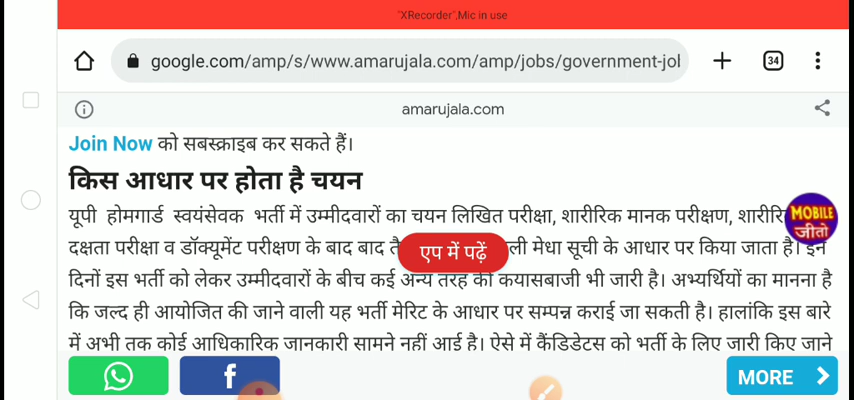 "XRecorder",Mic in use
google.com/amp/s/www.amarujala.com/amp/jobs/government-jol
34
amarujala.com
Join Now को सबस्क्राइब कर सकते हैं।
किस आधार पर होता है चयन
यूपी होमगार्ड स्वयंसेवक भर्ती में उम्मीदवारों का चयन लिखित परीक्षा, शारीरिक मानक परीक्षण,
MOBILE
जीतो
दक्षता परीक्षा व डॉक्यूमेंट परीक्षण के बाद बाद
एप में पढ़ें
मेधा सूची के आधार पर किया जाता है। इन
दिनों इस भर्ती को लेकर उम्मीदवारों के बीच कई अन्य तरह की कयासबाजी भी जारी है। अभ्यर्थियों का मानना है
कि जल्द ही आयोजित की जाने वाली यह भर्ती मेरिट के आधार पर सम्पन्न कराई जा सकती है। हालांकि इस बारे
में अभी तक कोई आधिकारिक जानकारी सामने नहीं आई है। ऐसे में कैंडिडेटस को भर्ती के लिए जारी किए जाने
f
MORE